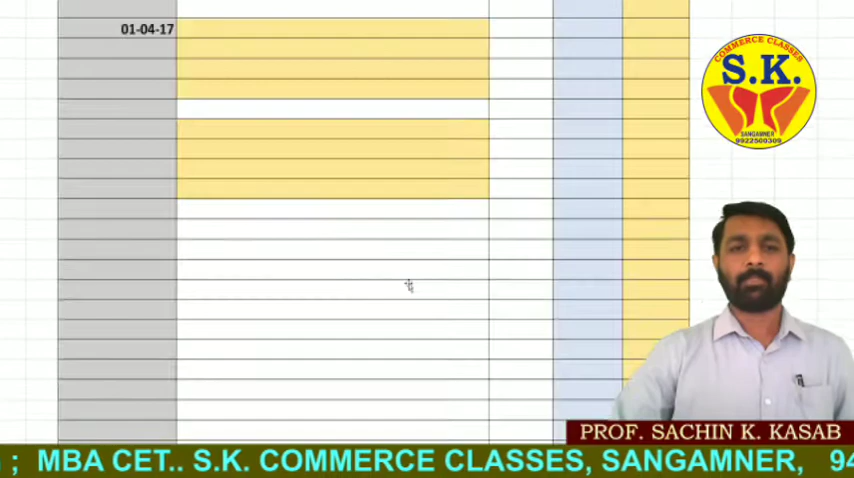 01-04-17
COMMERCE CLASSES
S.K.
SANGAMNER
9922500309
PROF. SACHIN K. KASAB
; MBA CET.. S.K. COMMERCE CLASSES, SANGAMNER, 94